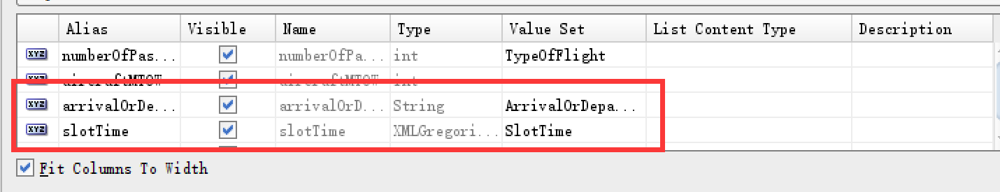 Alias Visible Name Type Value Set List Content Type Description
XYZ numberOfPas... numberOfPa... int TypeOfFlight
XYZ aircraftMTOW aircraftMTOW int
XYZ arrivalOrDe... arrivalOrD... String ArrivalOrDepa...
XYZ slotTime slotTime XMLGregori... SlotTime
Fit Columns To Width